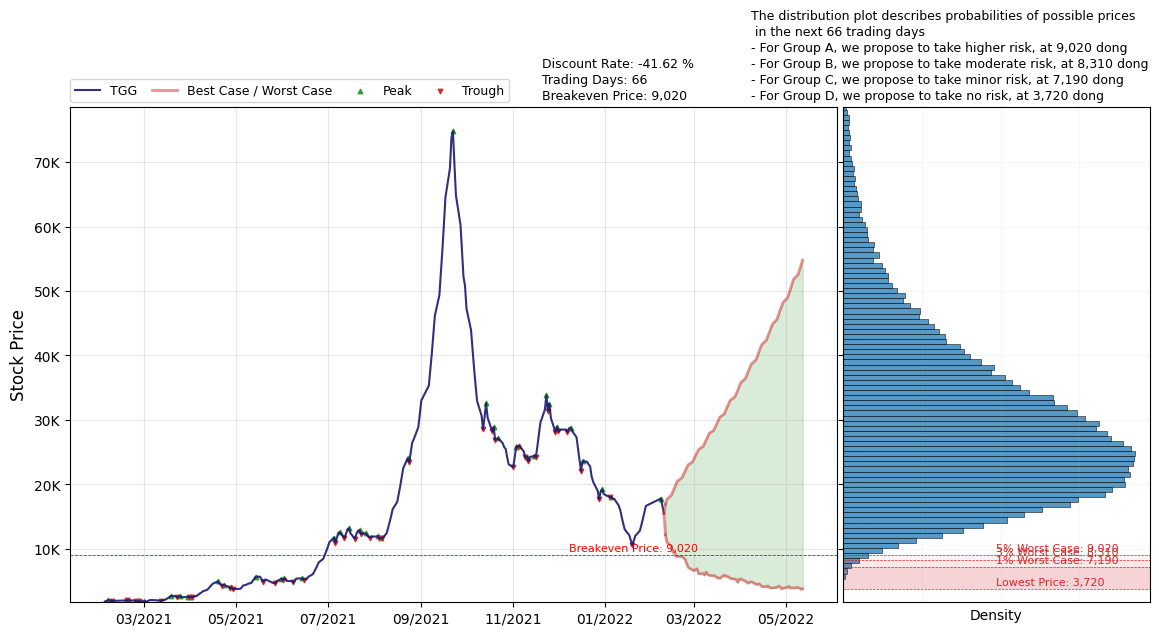 The distribution plot describes probabilities of possible prices
in the next 66 trading days
- For Group A, we propose to take higher risk, at 9,020 dong
- For Group B, we propose to take moderate risk, at 8,310 dong
- For Group C, we propose to take minor risk, at 7,190 dong
- For Group D, we propose to take no risk, at 3,720 dong
Discount Rate: -41.62 %
Trading Days: 66
Breakeven Price: 9,020
TGG
Best Case / Worst Case
Peak
Trough
Stock Price
70K
60K
50K
40K
30K
20K
10K
Breakeven Price: 9,020
03/2021
05/2021
07/2021
09/2021
11/2021
01/2022
03/2022
05/2022
5% Worst Case: 9,020
1% Worst Case: 7,190
Lowest Price: 3,720
Density